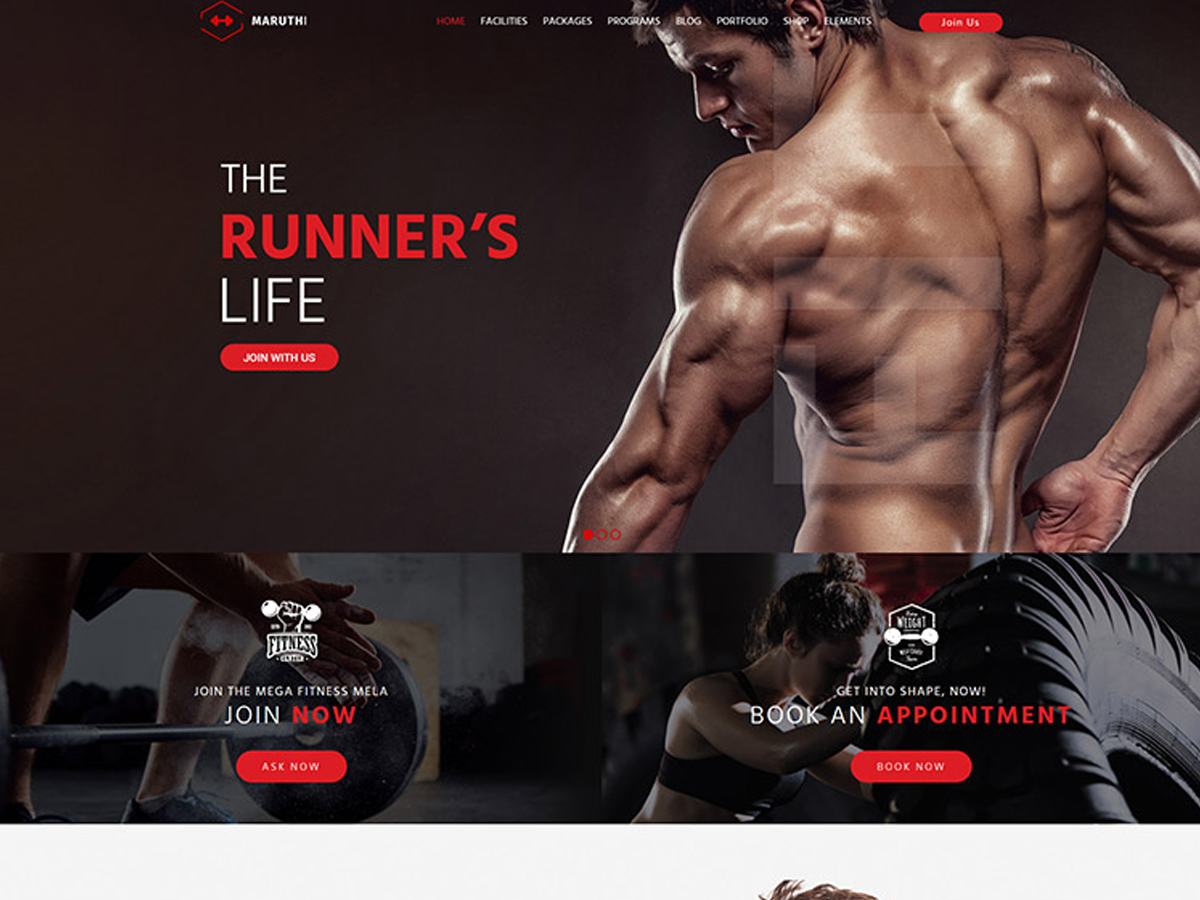 MARUTHI
HOME FACILITIES PACKAGES PROGRAMS BLOG PORTFOLIO SHOP ELEMENTS
Join Us
THE
RUNNER'S
LIFE
JOIN WITH US
FITNESS
WEIGHT
JOIN THE MEGA FITNESS MELA
JOIN NOW
ASK NOW
GET INTO SHAPE, NOW!
BOOK AN APPOINTMENT
BOOK NOW